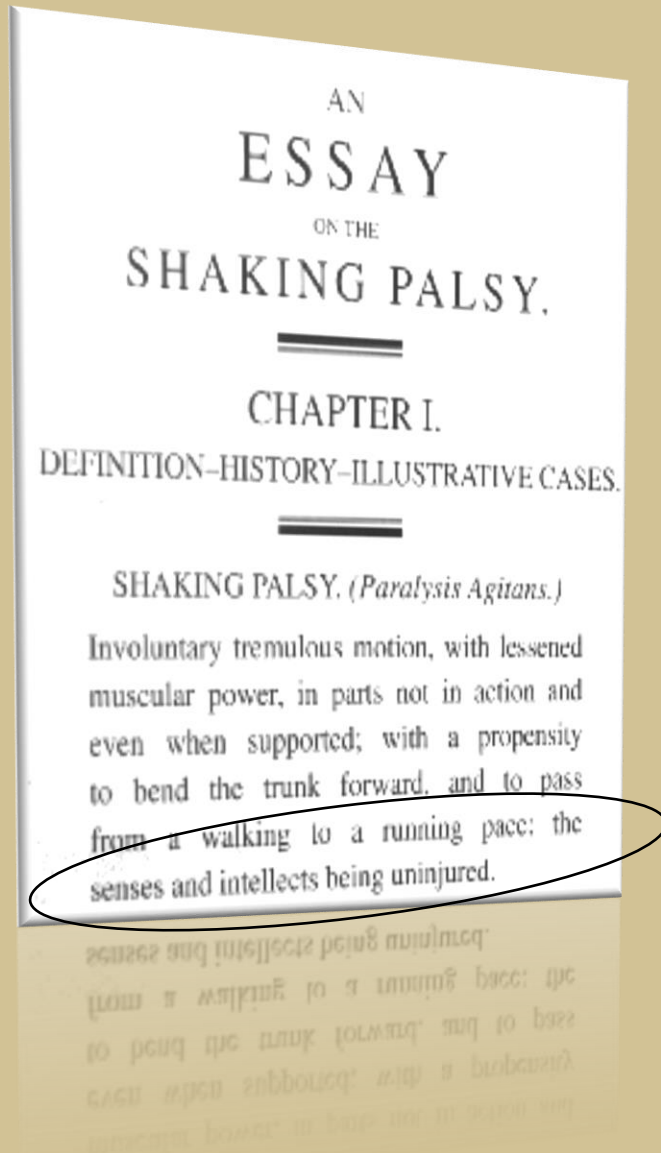 AN
ESSAY
ON THE
SHAKING PALSY.
CHAPTER I.
DEFINITION–HISTORY–ILLUSTRATIVE CASES.
SHAKING PALSY. (Paralysis Agitans.)
Involuntary tremulous motion, with lessened
muscular power, in parts not in action and
even when supported; with a propensity
to bend the trunk forward, and to pass
from a walking to a running pace: the
senses and intellects being uninjured.